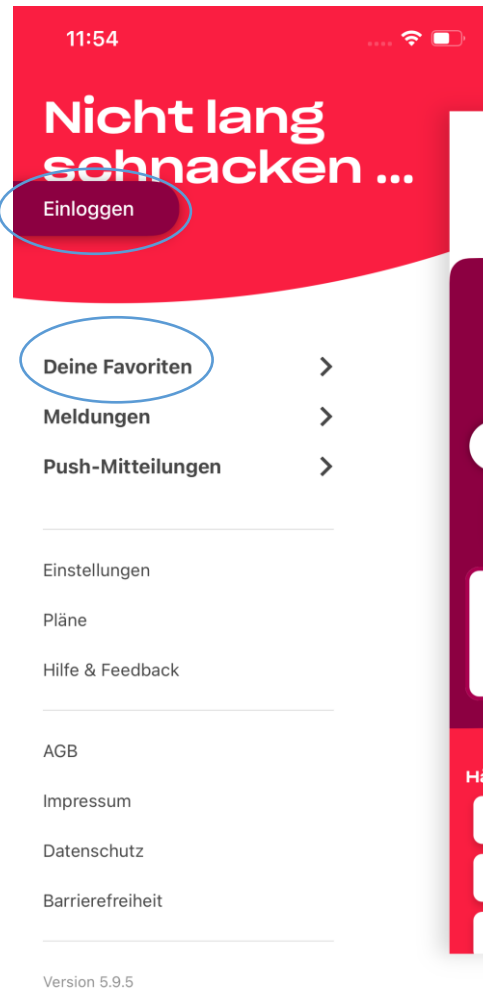 11:54
Nicht lang
schnacken ...
Einloggen
Deine Favoriten
Meldungen
Push-Mitteilungen
Einstellungen
Pläne
Hilfe & Feedback
AGB
Impressum
Datenschutz
Barrierefreiheit
Version 5.9.5